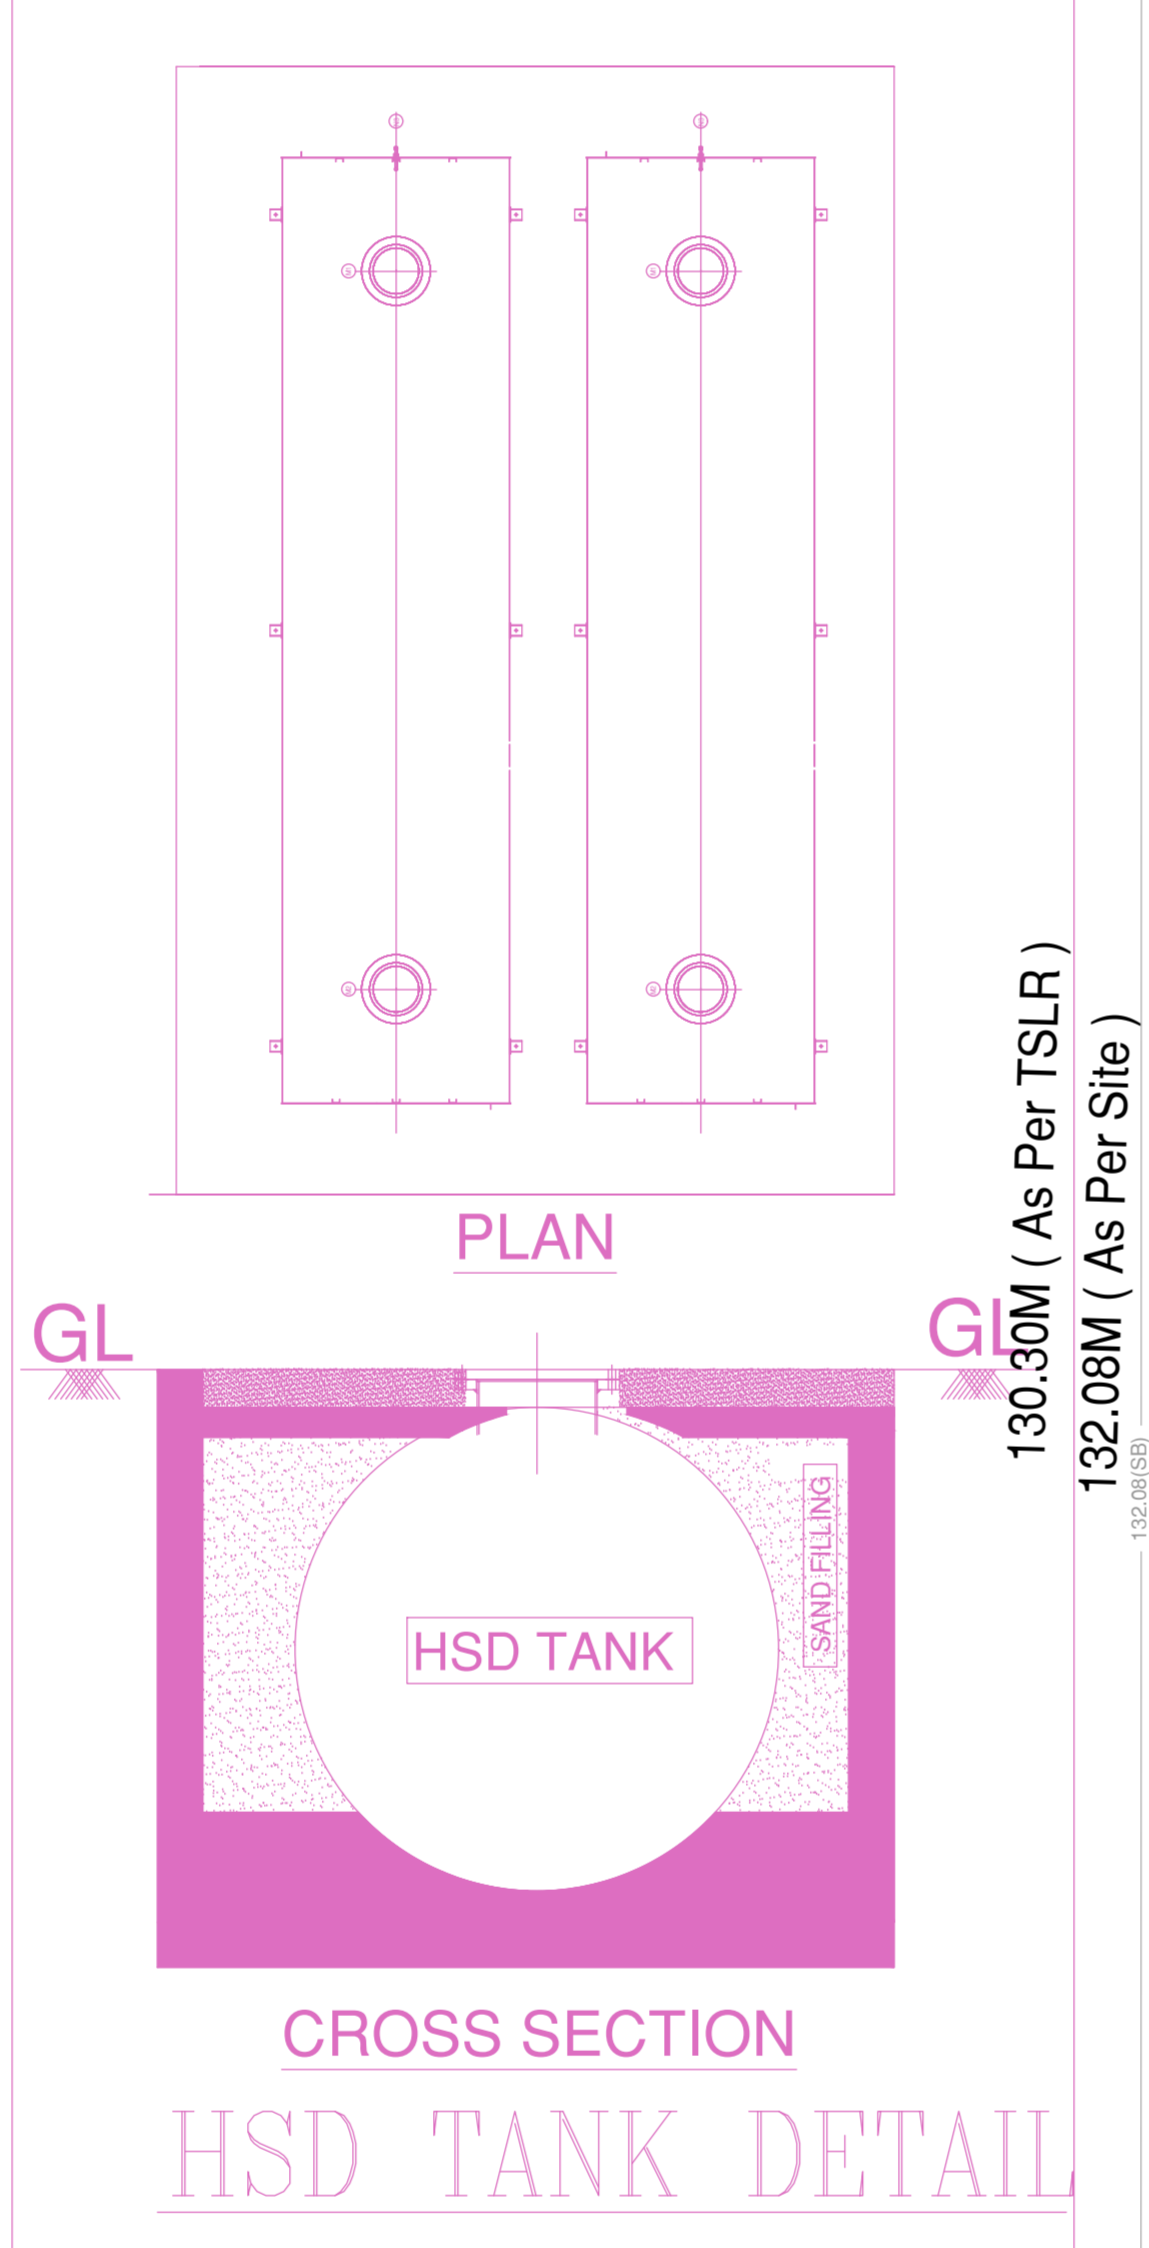 PLAN
GL
GL
130.30M ( As Per TSLR )
132.08M ( As Per Site )
132.08(SB)
SAND FILLING
HSD TANK
CROSS SECTION
HSD TANK DETAIL